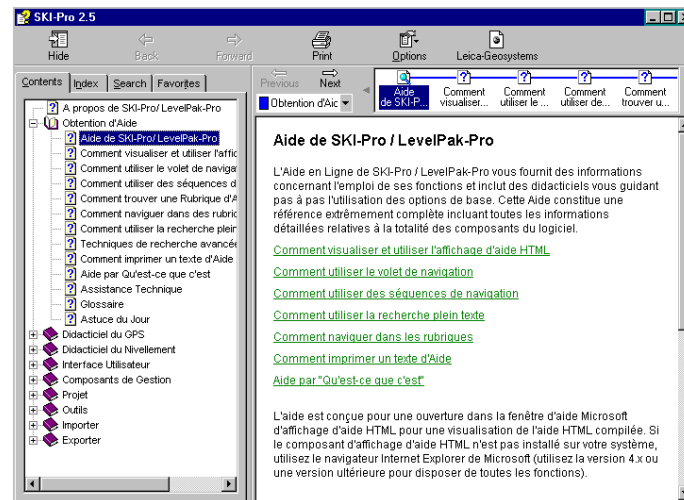 SKI-Pro 2.5
Hide Back Forward Print Options Leica-Geosystems
Contents Index Search Favorites
A propos de SKI-Pro/ LevelPak-Pro
Obtention d'Aide
Aide de SKI-Pro/ LevelPak-Pro
Comment visualiser et utiliser l'affic
Comment utiliser le volet de naviga
Comment utiliser des séquences d
Comment trouver une Rubrique d'A
Comment naviguer dans des rubric
Comment utiliser la recherche plein
Techniques de recherche avancée
Comment imprimer un texte d'Aide
Aide par Qu'est-ce que c'est
Assistance Technique
Glossaire
Astuce du Jour
Didacticiel du GPS
Didacticiel du Nivellement
Interface Utilisateur
Composants de Gestion
Projet
Outils
Importer
Exporter
Previous Next
Obtention d'Aic
Aide de SKI-P...
Comment visualiser...
Comment utiliser le ...
Comment utiliser de...
Comment trouver u...
Aide de SKI-Pro / LevelPak-Pro
L'Aide en Ligne de SKI-Pro / LevelPak-Pro vous fournit des informations
concernant l'emploi de ses fonctions et inclut des didacticiels vous guidant
pas à pas l'utilisation des options de base. Cette Aide constitue une
référence extrêmement complète incluant toutes les informations
détaillées relatives à la totalité des composants du logiciel.
Comment visualiser et utiliser l'affichage d'aide HTML
Comment utiliser le volet de navigation
Comment utiliser des séquences de navigation
Comment utiliser la recherche plein texte
Comment naviguer dans les rubriques
Comment imprimer un texte d'Aide
Aide par "Qu'est-ce que c'est"
L'aide est conçue pour une ouverture dans la fenêtre d'aide Microsoft
d'affichage d'aide HTML pour une visualisation de l'aide HTML compilée. Si
le composant d'affichage d'aide HTML n'est pas installé sur votre système,
utilisez le navigateur Internet Explorer de Microsoft (utilisez la version 4.x ou
une version ultérieure pour disposer de toutes les fonctions).